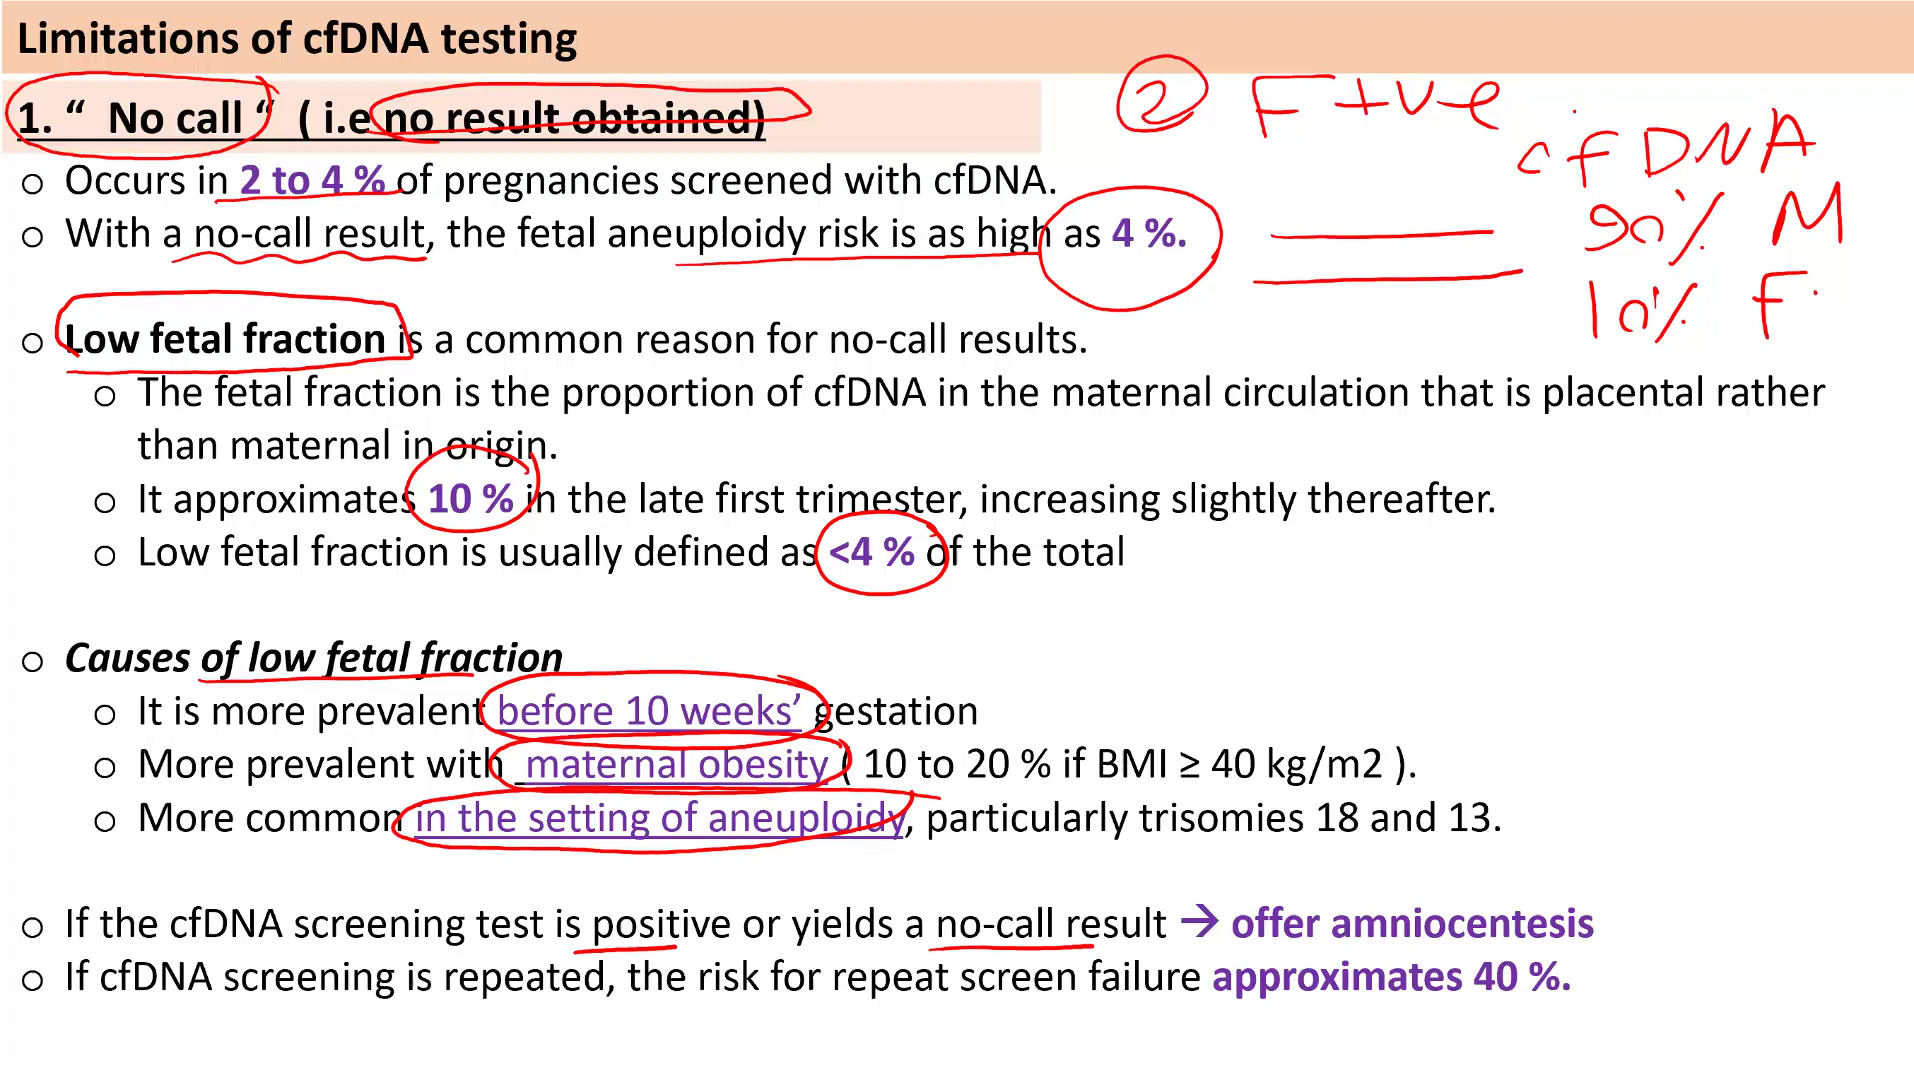 Limitations of cfDNA testing
1. “ No call “ ( i.e no result obtained)
② F +ve
cfDNA
90% M
10% F
o Occurs in 2 to 4 % of pregnancies screened with cfDNA.
o With a no-call result, the fetal aneuploidy risk is as high as 4 %.
o Low fetal fraction is a common reason for no-call results.
o The fetal fraction is the proportion of cfDNA in the maternal circulation that is placental rather
than maternal in origin.
o It approximates 10 % in the late first trimester, increasing slightly thereafter.
o Low fetal fraction is usually defined as <4 % of the total
o Causes of low fetal fraction
o It is more prevalent before 10 weeks’ gestation
o More prevalent with maternal obesity ( 10 to 20 % if BMI ≥ 40 kg/m2 ).
o More common in the setting of aneuploidy, particularly trisomies 18 and 13.
o If the cfDNA screening test is positive or yields a no-call result → offer amniocentesis
o If cfDNA screening is repeated, the risk for repeat screen failure approximates 40 %.